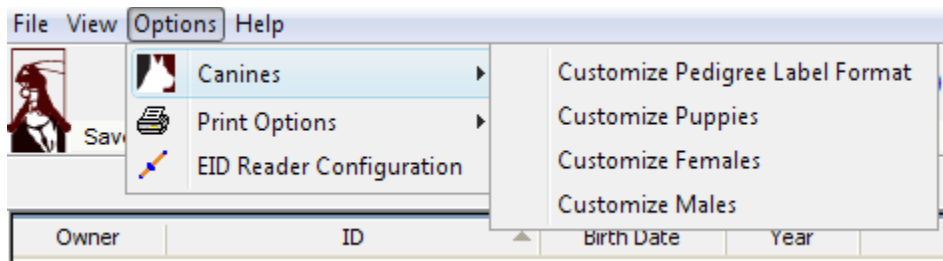 File View Options Help
Canines
Print Options
EID Reader Configuration
Customize Pedigree Label Format
Customize Puppies
Customize Females
Customize Males
Owner ID Birth Date Year